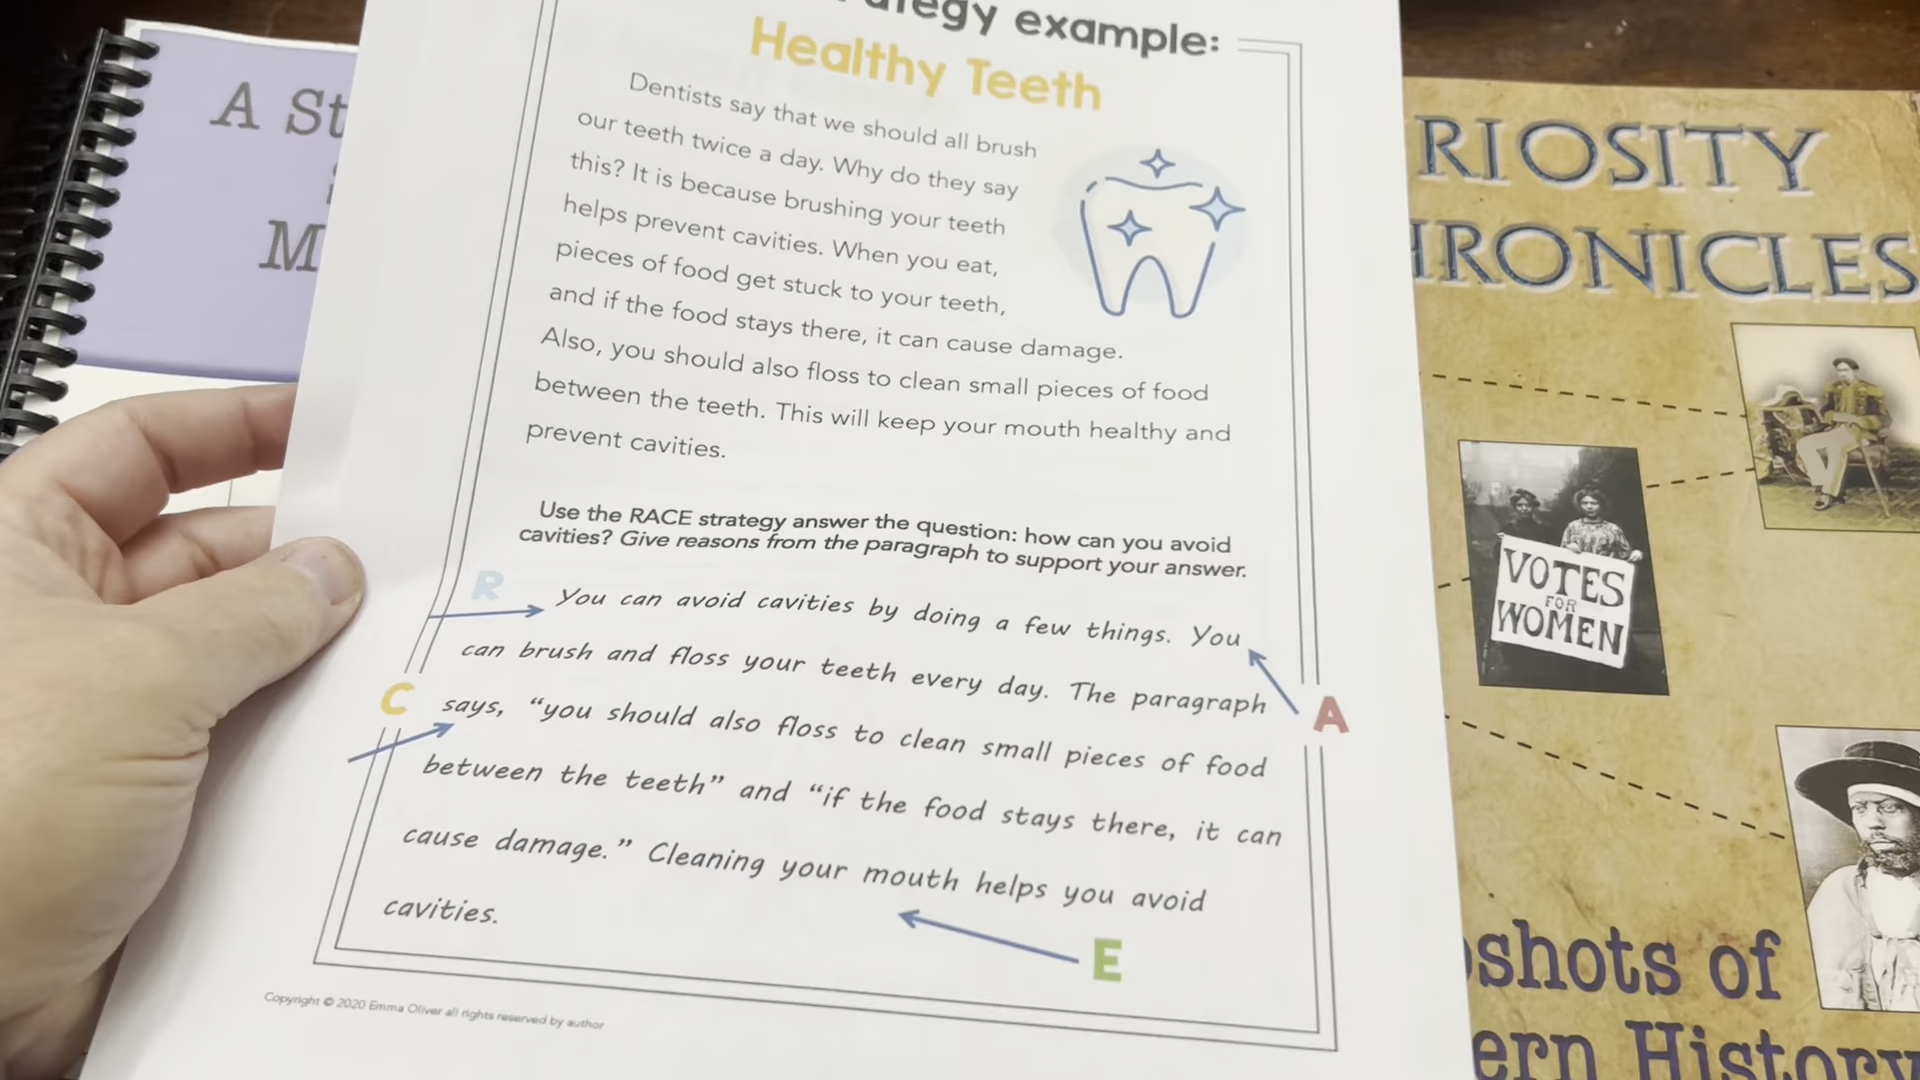 A St
M
ategy example:
Healthy Teeth
Dentists say that we should all brush
our teeth twice a day. Why do they say
this? It is because brushing your teeth
helps prevent cavities. When you eat,
pieces of food get stuck to your teeth,
and if the food stays there, it can cause damage.
Also, you should also floss to clean small pieces of food
between the teeth. This will keep your mouth healthy and
prevent cavities.
Use the RACE strategy answer the question: how can you avoid
cavities? Give reasons from the paragraph to support your answer.
R
You can avoid cavities by doing a few things. You
can brush and floss your teeth every day. The paragraph
A
C
says, “you should also floss to clean small pieces of food
between the teeth” and “if the food stays there, it can
cause damage.” Cleaning your mouth helps you avoid
cavities.
E
Copyright © 2020 Emma Oliver all rights reserved by author
RIOSITY
HRONICLES
VOTES
FOR
WOMEN
shots of
ern History